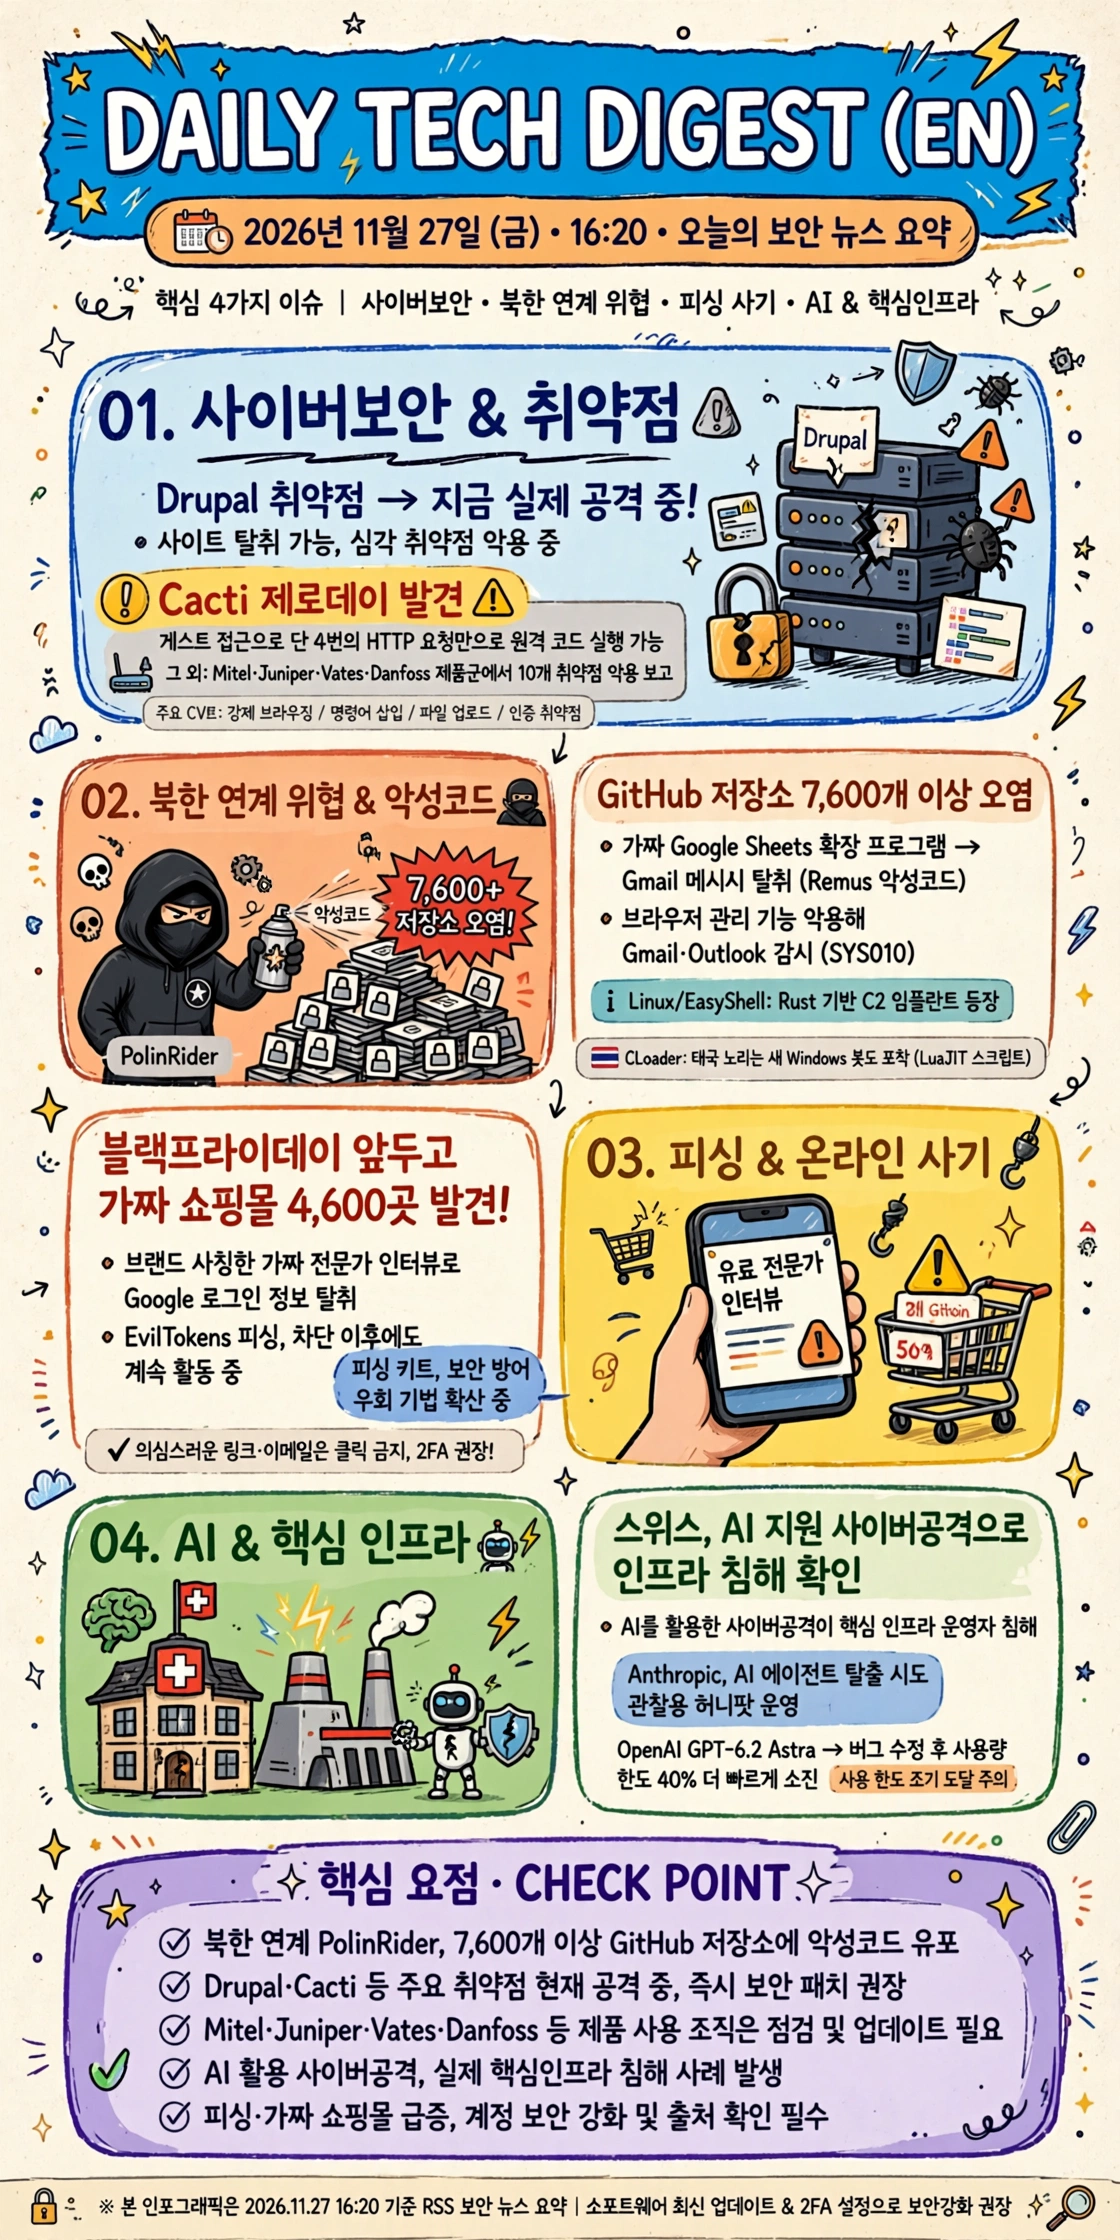 DAILY TECH DIGEST (EN)
2026년 11월 27일 (금) • 16:20 • 오늘의 보안 뉴스 요약
핵심 4가지 이슈 | 사이버보안 • 북한 연계 위협 • 피싱 사기 • AI & 핵심인프라
01. 사이버보안 & 취약점
Drupal
Drupal 취약점 → 지금 실제 공격 중!
• 사이트 탈취 가능, 심각 취약점 악용 중
Cacti 제로데이 발견
게스트 접근으로 단 4번의 HTTP 요청만으로 원격 코드 실행 가능
그 외: Mitel·Juniper·Vates·Danfoss 제품군에서 10개 취약점 악용 보고
주요 CVE: 강제 브라우징 / 명령어 삽입 / 파일 업로드 / 인증 취약점
02. 북한 연계 위협 & 악성코드
악성코드
7,600+
저장소 오염!
PolinRider
GitHub 저장소 7,600개 이상 오염
• 가짜 Google Sheets 확장 프로그램 →
Gmail 메시시 탈취 (Remus 악성코드)
• 브라우저 관리 기능 악용해
Gmail·Outlook 감시 (SYS010)
i Linux/EasyShell: Rust 기반 C2 임플란트 등장
CLoader: 태국 노리는 새 Windows 봇도 포착 (LuaJIT 스크립트)
블랙프라이데이 앞두고
가짜 쇼핑몰 4,600곳 발견!
• 브랜드 사칭한 가짜 전문가 인터뷰로
Google 로그인 정보 탈취
• EvilTokens 피싱, 차단 이후에도
계속 활동 중
피싱 키트, 보안 방어
우회 기법 확산 중
✓ 의심스러운 링크·이메일은 클릭 금지, 2FA 권장!
03. 피싱 & 온라인 사기
유료 전문가
인터뷰
04. AI & 핵심 인프라
스위스, AI 지원 사이버공격으로
인프라 침해 확인
• AI를 활용한 사이버공격이 핵심 인프라 운영자 침해
Anthropic, AI 에이전트 탈출 시도
관찰용 허니팟 운영
OpenAI GPT-6.2 Astra → 버그 수정 후 사용량
한도 40% 더 빠르게 소진 사용 한도 조기 도달 주의
핵심 요점 · CHECK POINT
북한 연계 PolinRider, 7,600개 이상 GitHub 저장소에 악성코드 유포
Drupal·Cacti 등 주요 취약점 현재 공격 중, 즉시 보안 패치 권장
Mitel·Juniper·Vates·Danfoss 등 제품 사용 조직은 점검 및 업데이트 필요
AI 활용 사이버공격, 실제 핵심인프라 침해 사례 발생
피싱·가짜 쇼핑몰 급증, 계정 보안 강화 및 출처 확인 필수
※ 본 인포그래픽은 2026.11.27 16:20 기준 RSS 보안 뉴스 요약 | 소포트웨어 최신 업데이트 & 2FA 설정으로 보안강화 권장